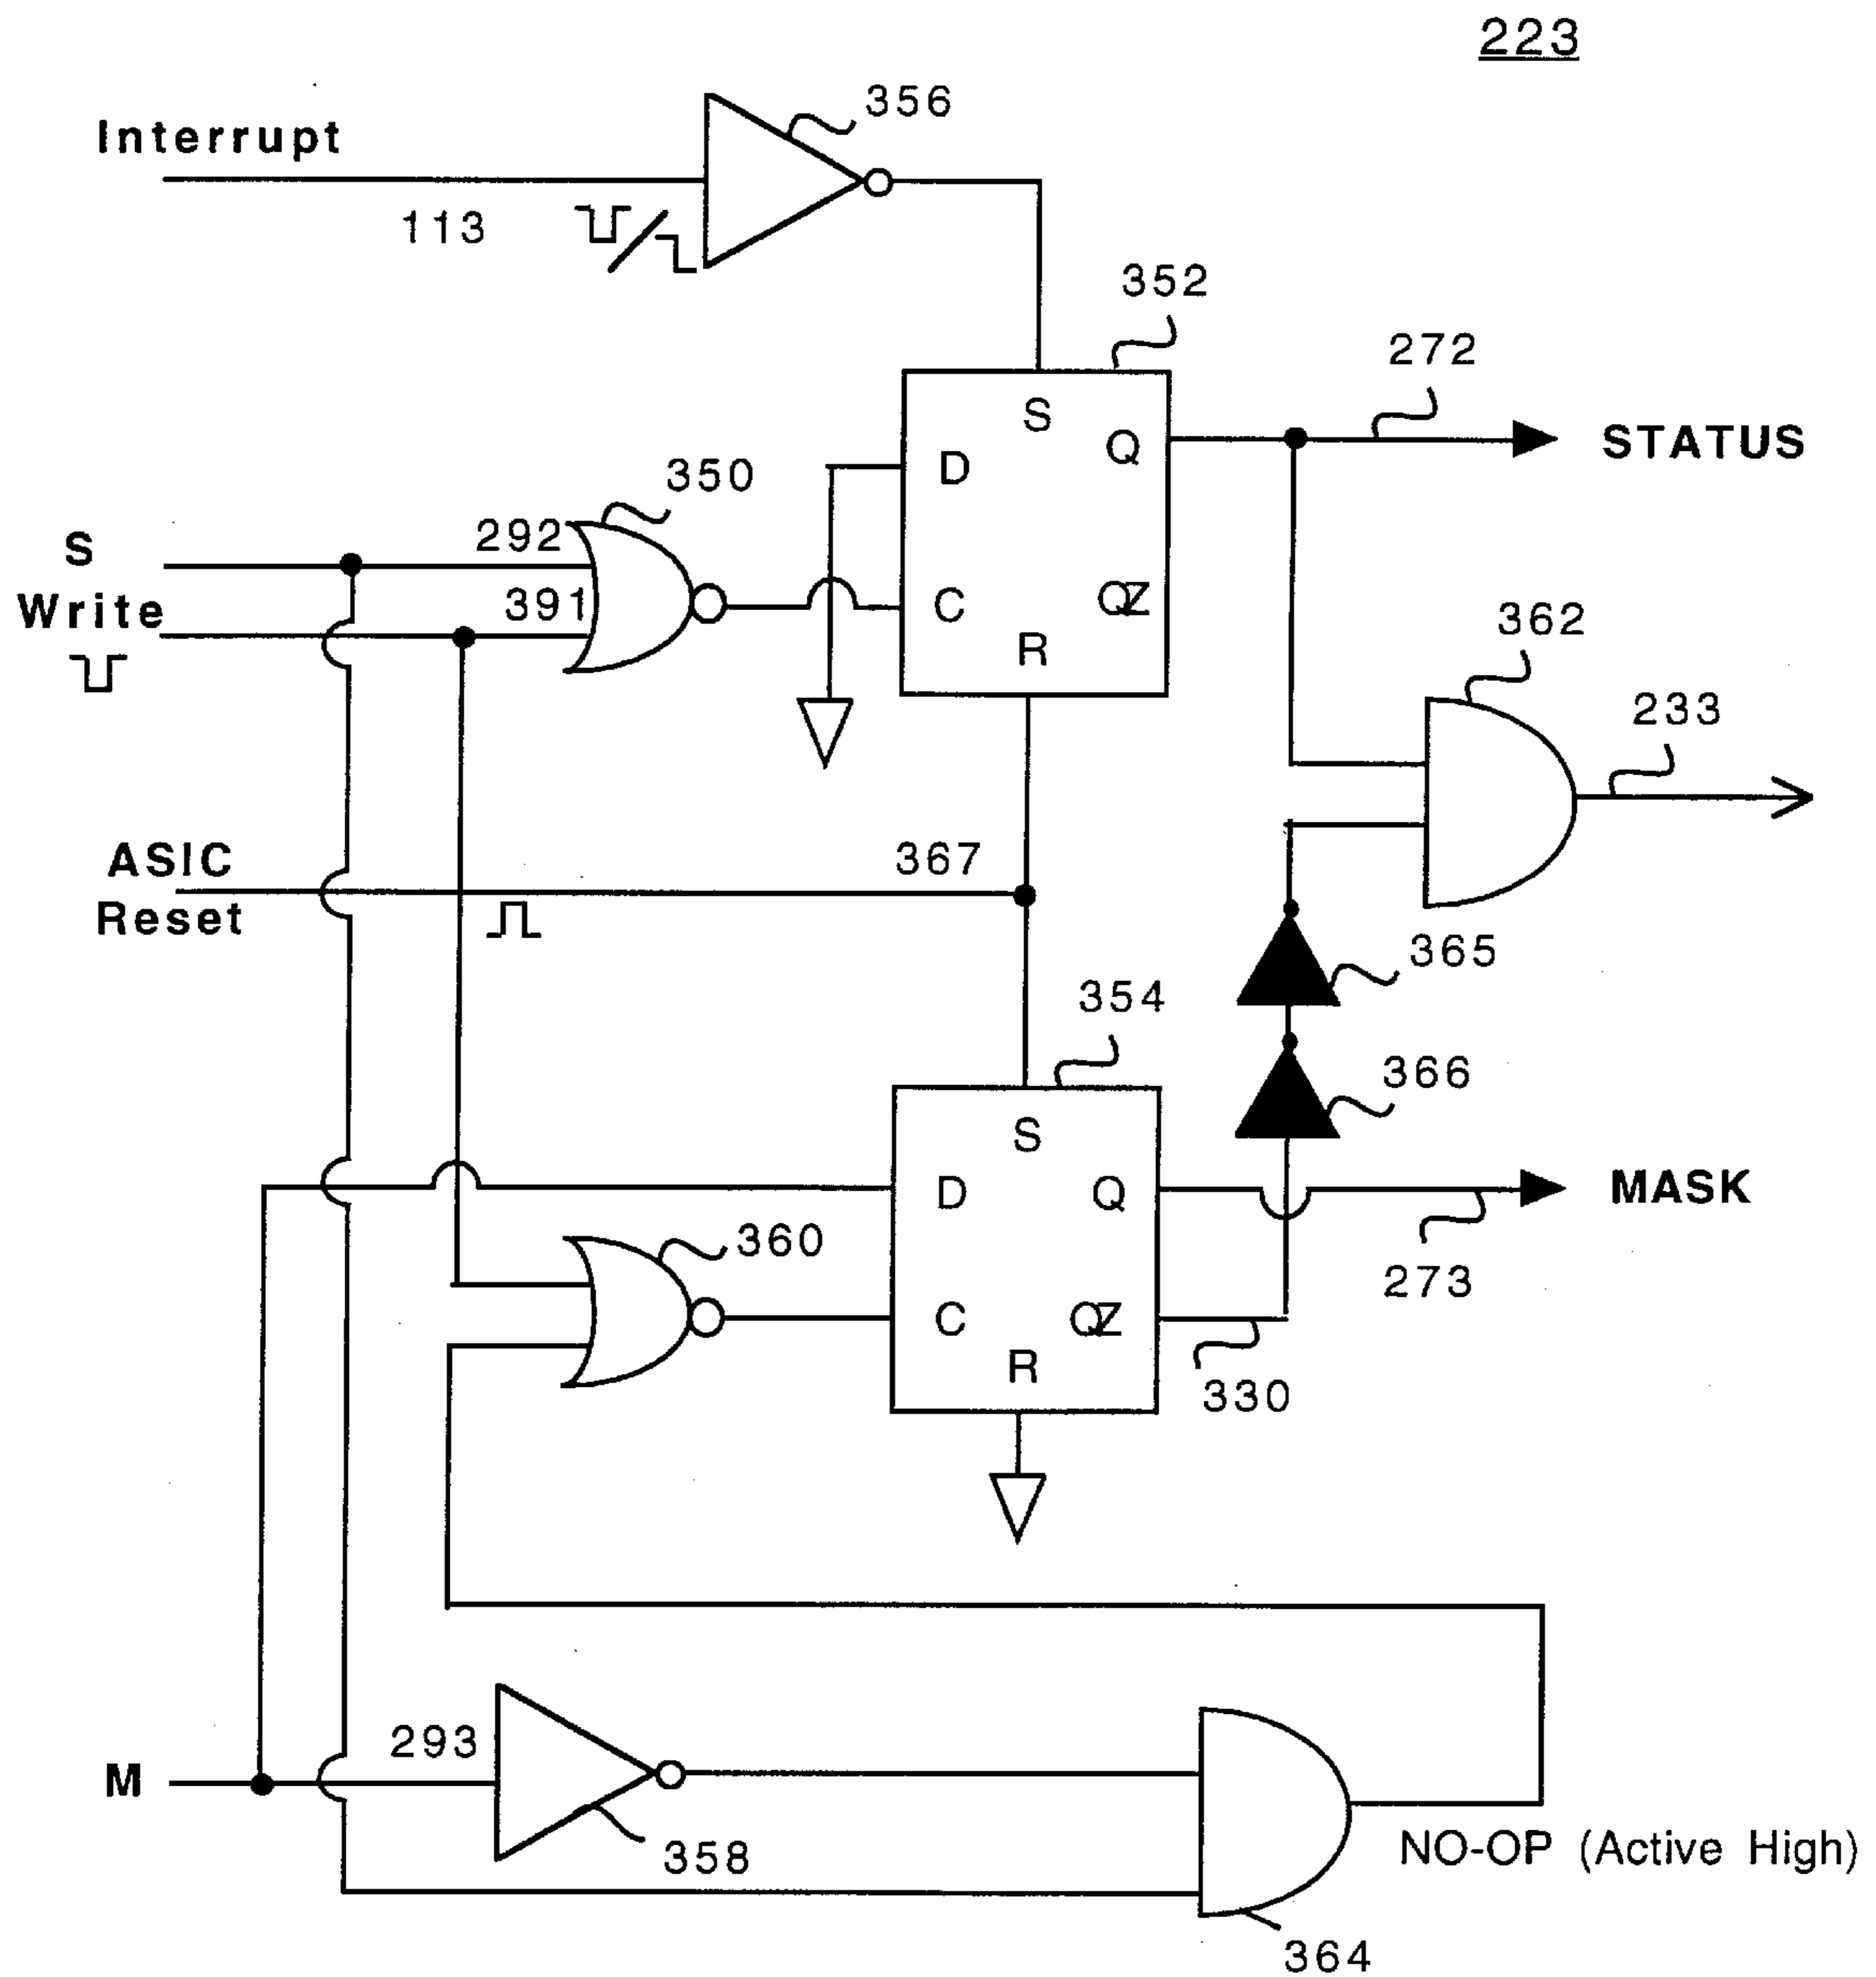 223
356
Interrupt
113
352
272
S Q STATUS
350
D
292
S
391
Write
C QZ
R
362
233
ASIC
Reset
367
365
354
366
S
D Q MASK
360
273
C QZ
R
330
293
M
358
NO-OP (Active High)
364